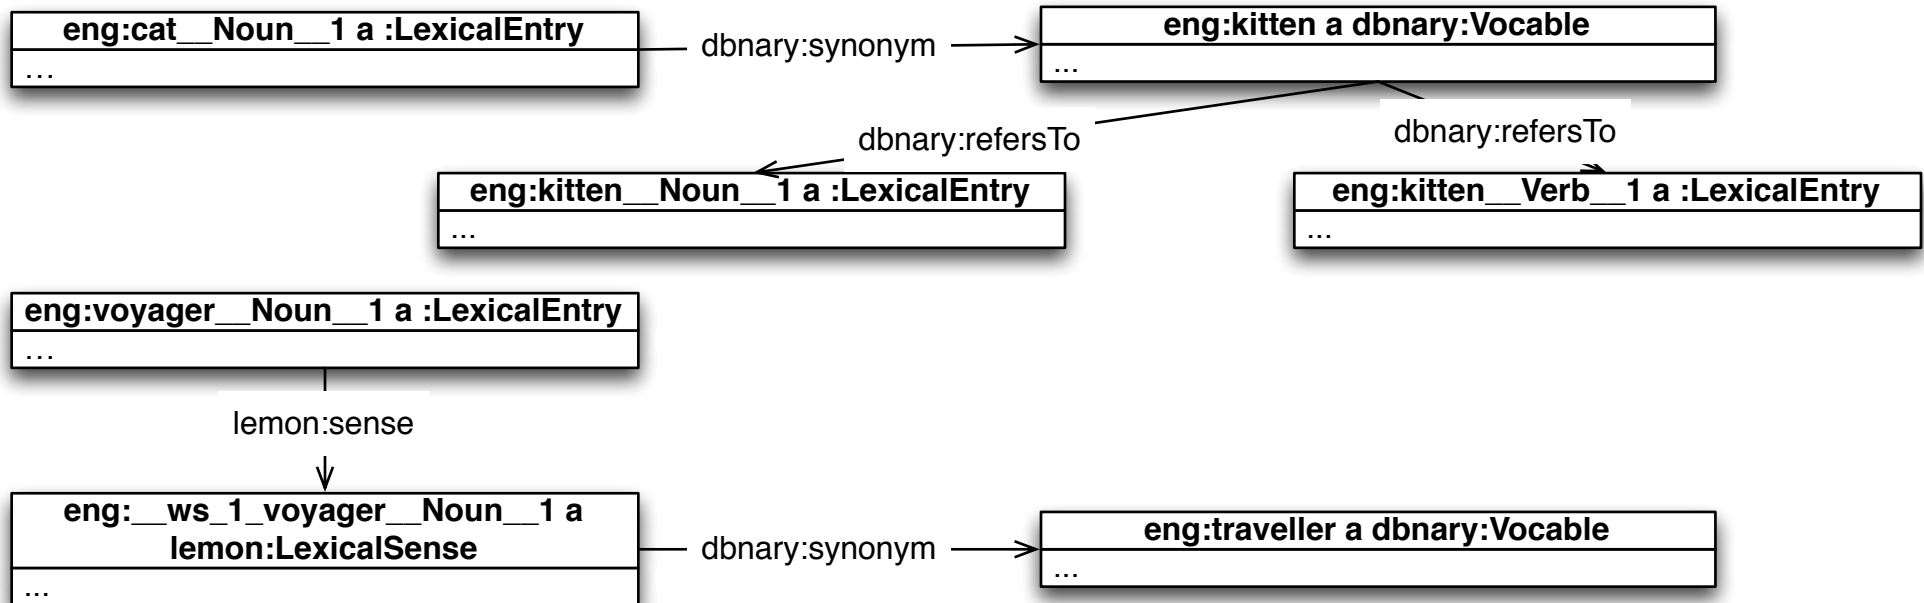 eng:cat__Noun__1 a :LexicalEntry
...
dbnary:synonym
eng:kitten a dbnary:Vocable
...
dbnary:refersTo
dbnary:refersTo
eng:kitten__Noun__1 a :LexicalEntry
...
eng:kitten__Verb__1 a :LexicalEntry
...
eng:voyager__Noun__1 a :LexicalEntry
...
lemon:sense
eng:__ws_1_voyager__Noun__1 a
lemon:LexicalSense
...
dbnary:synonym
eng:traveller a dbnary:Vocable
...